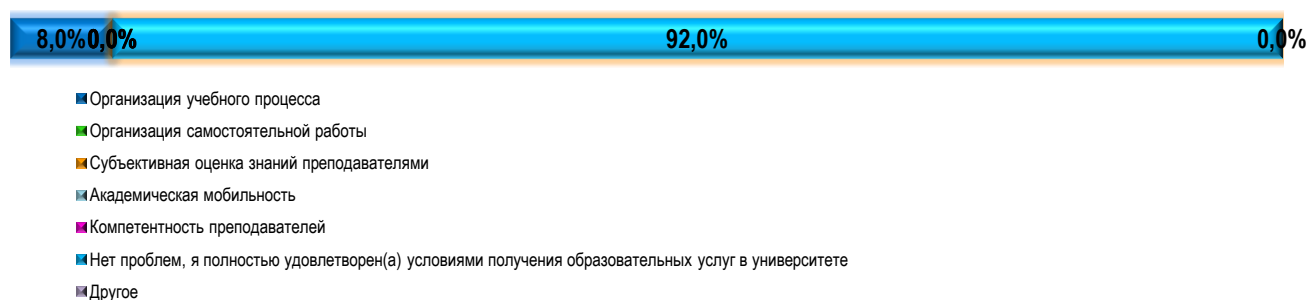 8,0%0,0% 92,0% 0,0%
Организация учебного процесса
Организация самостоятельной работы
Субъективная оценка знаний преподавателями
Академическая мобильность
Компетентность преподавателей
Нет проблем, я полностью удовлетворен(а) условиями получения образовательных услуг в университете
Другое